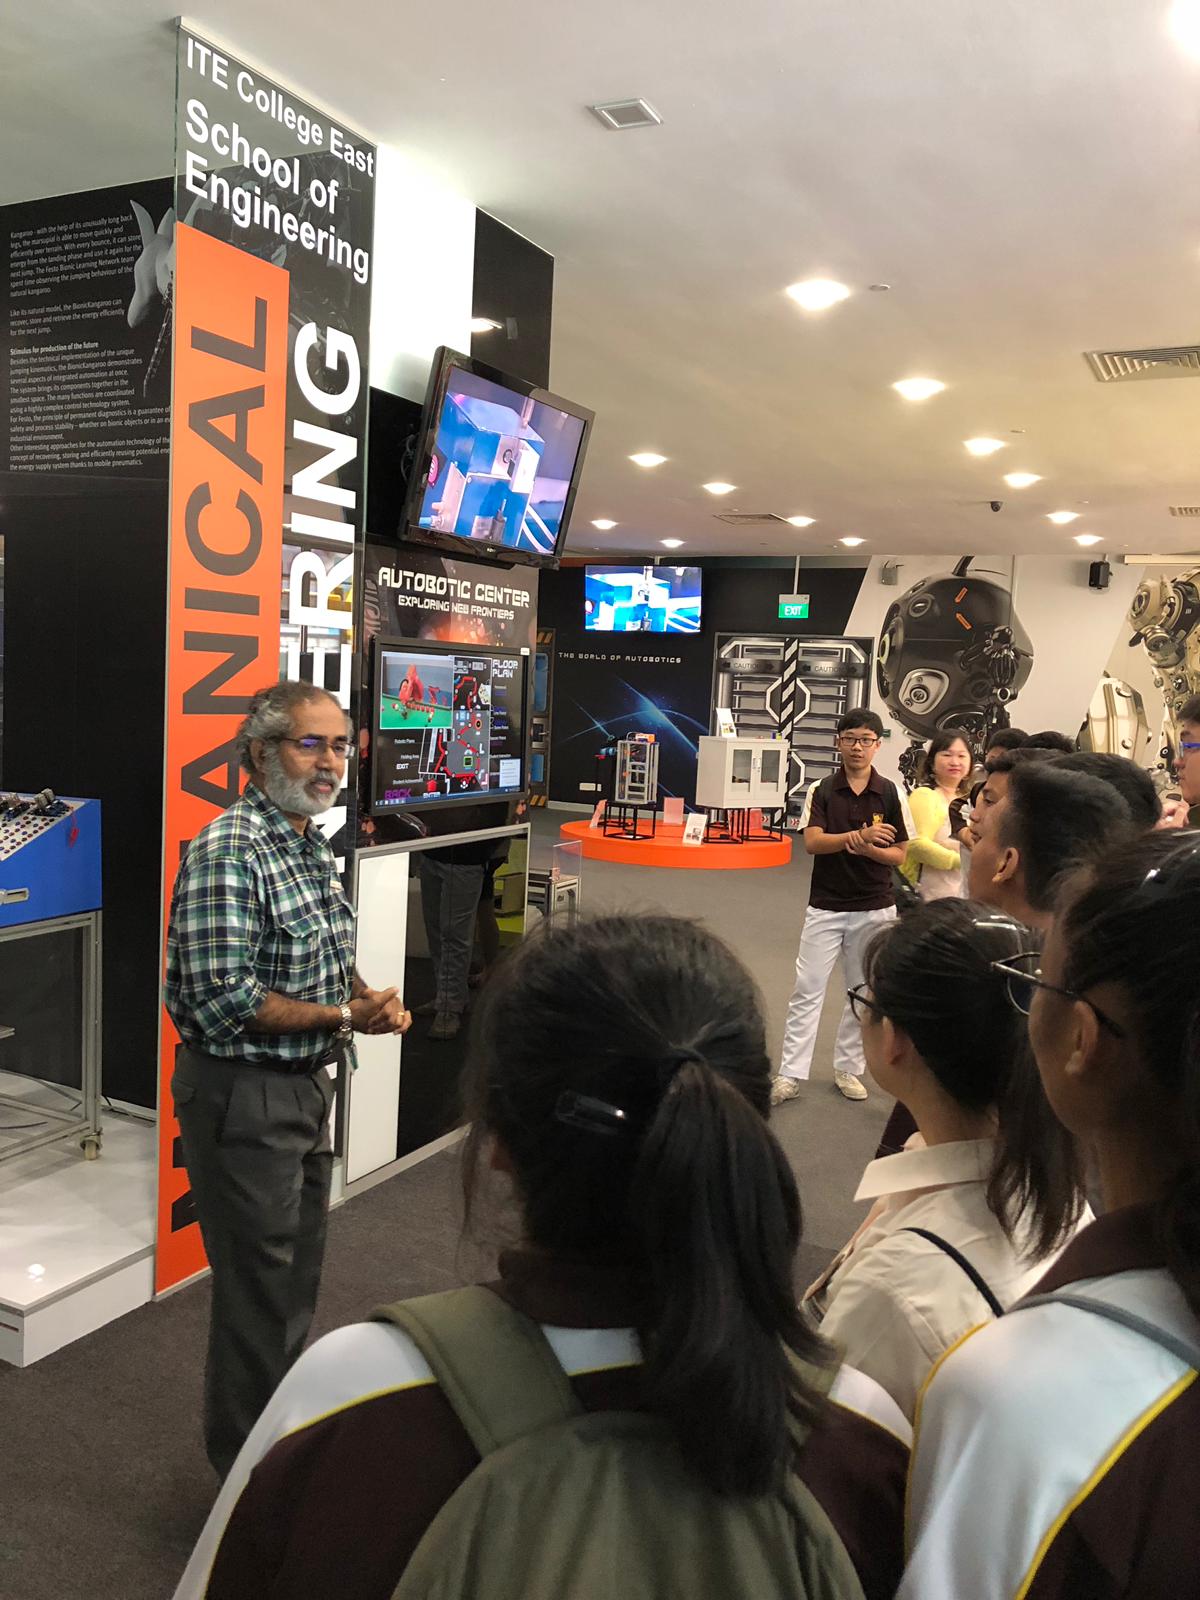 ITE College East
School of
Engineering
Kangaroo - with the help of its unusually long back
legs, the marsupial is able to move quickly and
efficiently over terrain. With every bounce, it can store
energy from the landing phase and use it again for the
next jump. The Festo Bionic Learning Network team
spent time observing the jumping behaviour of the
natural kangaroo.
Like its natural model, the BionicKangaroo can
recover, store and retrieve the energy efficiently
for the next jump.
Stimulus for production of the future
Besides the technical implementation of the unique
jumping kinematics, the BionicKangaroo demonstrates
several aspects of integrated automation at once.
The system brings its components together in the
smallest space. The many functions are coordinated
using a highly complex control technology system.
For Festo, the principle of permanent diagnostics is a guarantee of
safety and process stability - whether on bionic objects or in an
industrial environment.
Other interesting approaches for the automation technology of the
concept of recovering, storing and efficiently reusing potential
the energy supply system thanks to mobile pneumatics.
AUTOBOTIC CENTER
EXPLORING NEW FRONTIERS
FLOOR
PLAN
EXIT
BACK
ENTER
EXIT
THE WORLD OF AUTOBOTICS
CAUTION
CAUTION